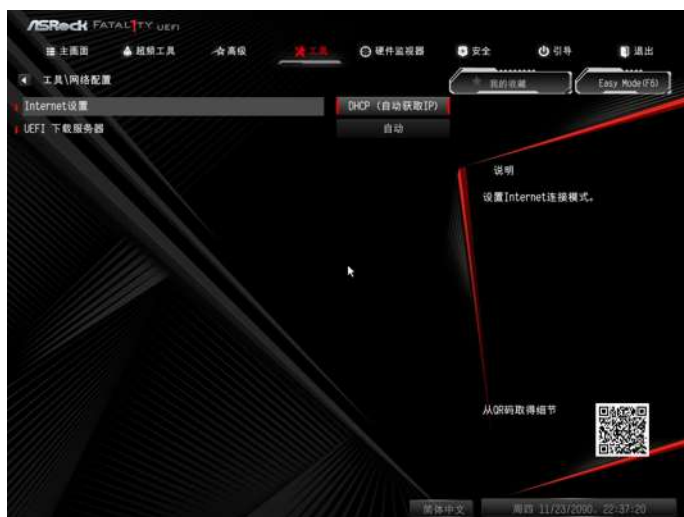 ASRock FATAL1TY UEFI
主画面 超频工具 高级 工具 硬件监视器 安全 引导 退出
工具\网络配置 我的收藏 Easy Mode(F6)
Internet设置 DHCP (自动获取IP)
UEFI 下载服务器 自动
说明
设置Internet连接模式。
从QR码取得细节
简体中文 周四 11/23/2090. 22:37:20